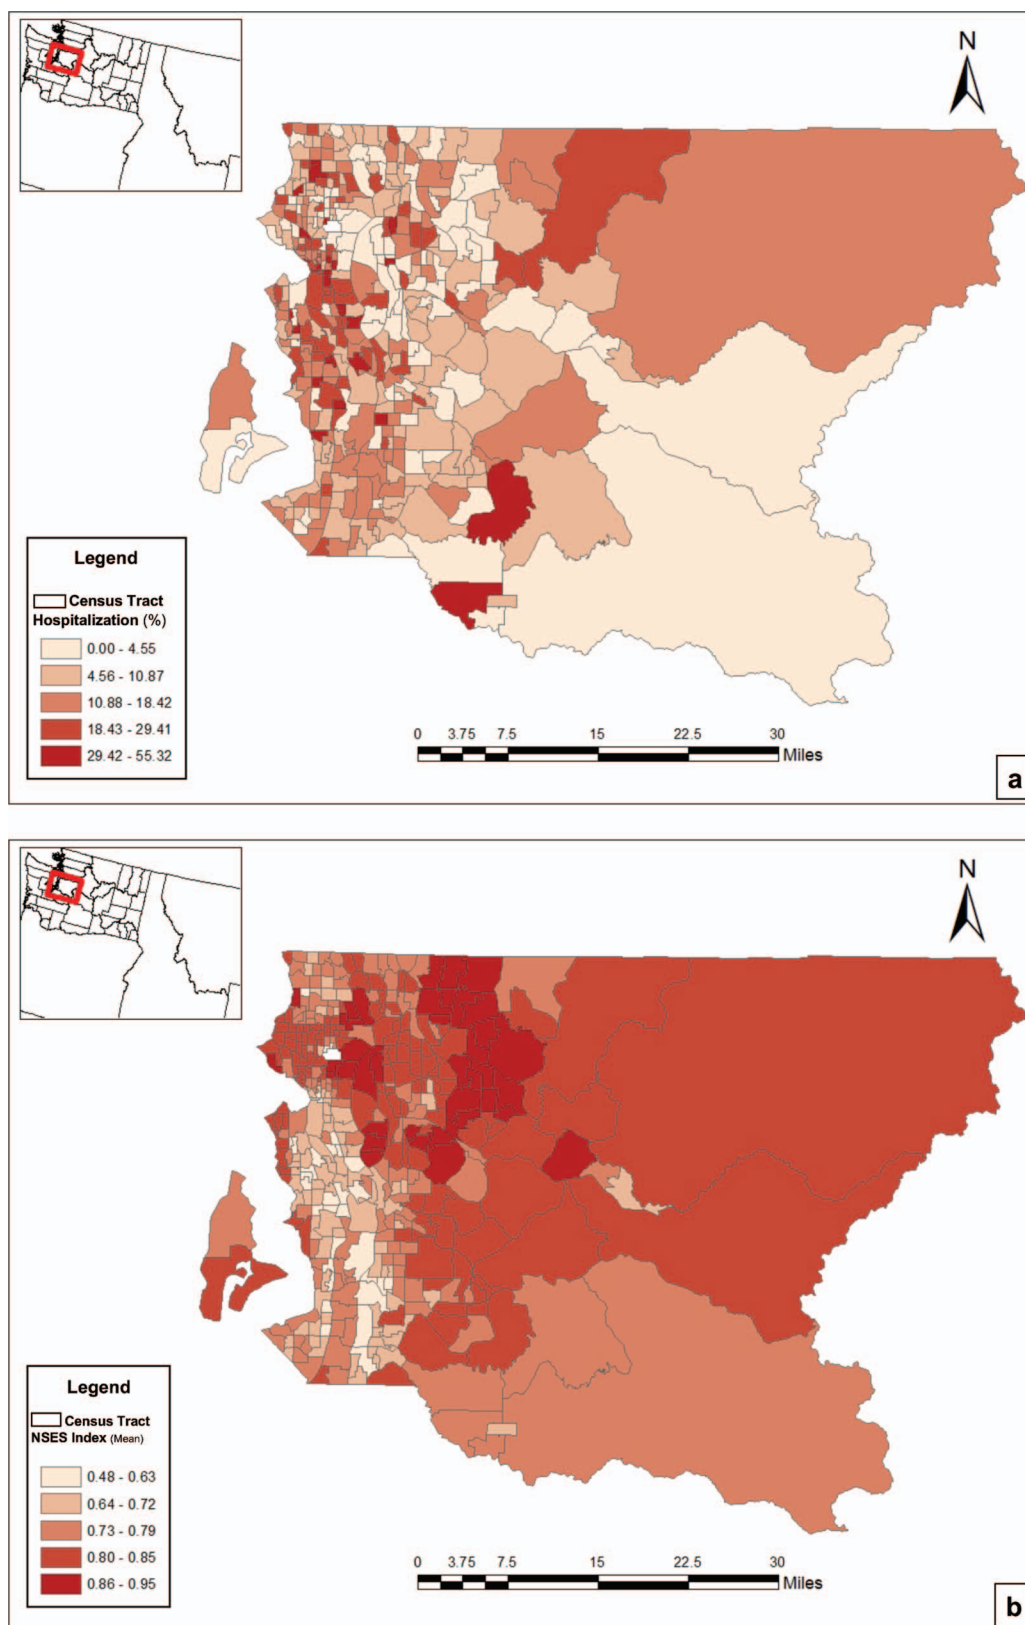 N
Legend
Census Tract
Hospitalization (%)
0.00 - 4.55
4.56 - 10.87
10.88 - 18.42
18.43 - 29.41
29.42 - 55.32
0 3.75 7.5 15 22.5 30
Miles
a
N
Legend
Census Tract
NSES Index (Mean)
0.48 - 0.63
0.64 - 0.72
0.73 - 0.79
0.80 - 0.85
0.86 - 0.95
0 3.75 7.5 15 22.5 30
Miles
b